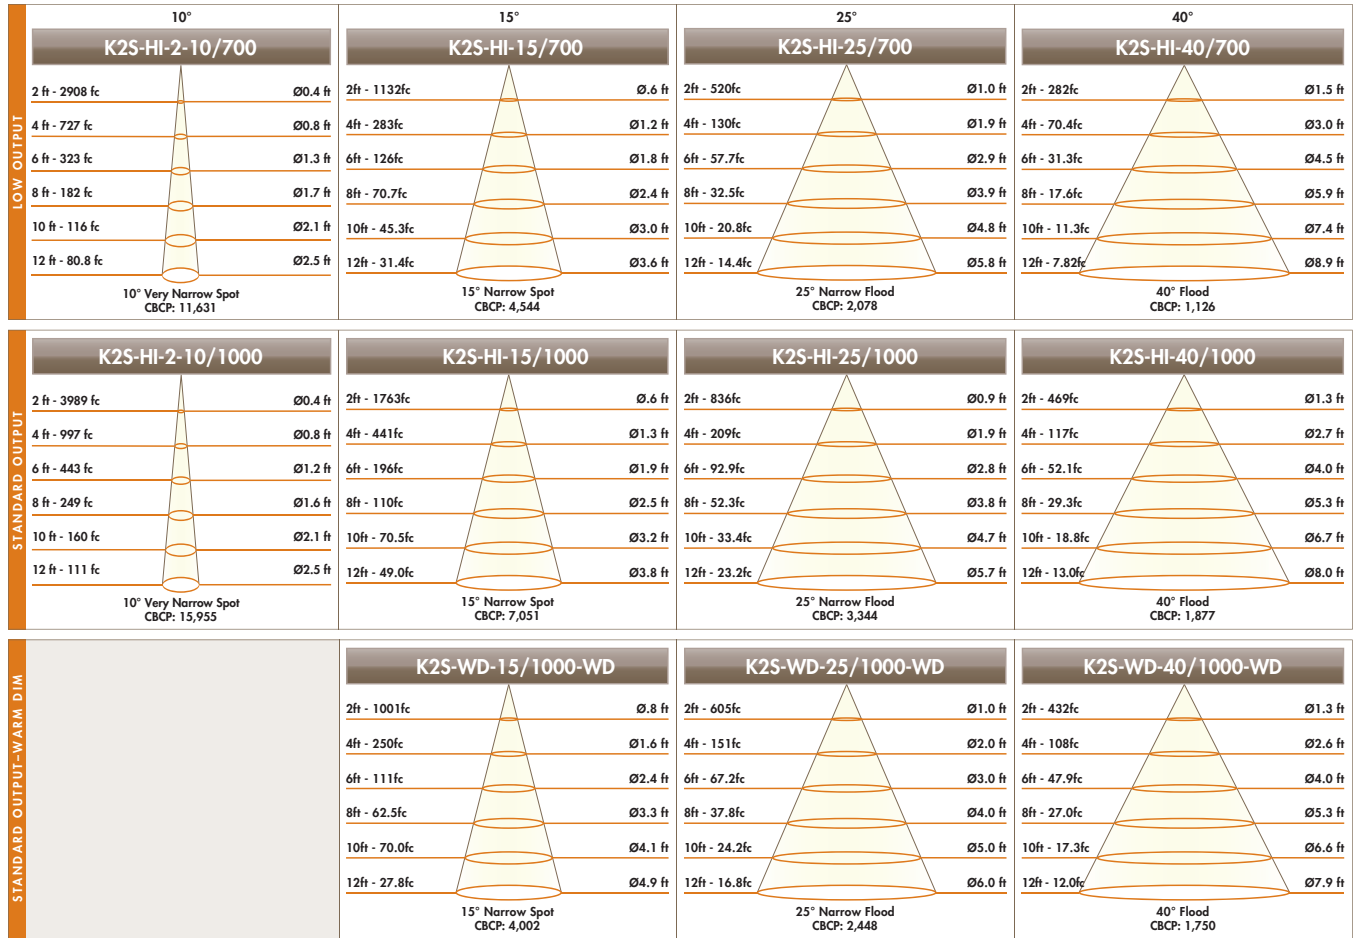 10° 15° 25° 40°
LOW OUTPUT
K2S-HI-2-10/700
2 ft - 2908 fc Ø0.4 ft
4 ft - 727 fc Ø0.8 ft
6 ft - 323 fc Ø1.3 ft
8 ft - 182 fc Ø1.7 ft
10 ft - 116 fc Ø2.1 ft
12 ft - 80.8 fc Ø2.5 ft
10° Very Narrow Spot
CBCP: 11,631
K2S-HI-15/700
2ft - 1132fc Ø.6 ft
4ft - 283fc Ø1.2 ft
6ft - 126fc Ø1.8 ft
8ft - 70.7fc Ø2.4 ft
10ft - 45.3fc Ø3.0 ft
12ft - 31.4fc Ø3.6 ft
15° Narrow Spot
CBCP: 4,544
K2S-HI-25/700
2ft - 520fc Ø1.0 ft
4ft - 130fc Ø1.9 ft
6ft - 57.7fc Ø2.9 ft
8ft - 32.5fc Ø3.9 ft
10ft - 20.8fc Ø4.8 ft
12ft - 14.4fc Ø5.8 ft
25° Narrow Flood
CBCP: 2,078
K2S-HI-40/700
2ft - 282fc Ø1.5 ft
4ft - 70.4fc Ø3.0 ft
6ft - 31.3fc Ø4.5 ft
8ft - 17.6fc Ø5.9 ft
10ft - 11.3fc Ø7.4 ft
12ft - 7.82fc Ø8.9 ft
40° Flood
CBCP: 1,126
STANDARD OUTPUT
K2S-HI-2-10/1000
2 ft - 3989 fc Ø0.4 ft
4 ft - 997 fc Ø0.8 ft
6 ft - 443 fc Ø1.2 ft
8 ft - 249 fc Ø1.6 ft
10 ft - 160 fc Ø2.1 ft
12 ft - 111 fc Ø2.5 ft
10° Very Narrow Spot
CBCP: 15,955
K2S-HI-15/1000
2ft - 1763fc Ø.6 ft
4ft - 441fc Ø1.3 ft
6ft - 196fc Ø1.9 ft
8ft - 110fc Ø2.5 ft
10ft - 70.5fc Ø3.2 ft
12ft - 49.0fc Ø3.8 ft
15° Narrow Spot
CBCP: 7,051
K2S-HI-25/1000
2ft - 836fc Ø0.9 ft
4ft - 209fc Ø1.9 ft
6ft - 92.9fc Ø2.8 ft
8ft - 52.3fc Ø3.8 ft
10ft - 33.4fc Ø4.7 ft
12ft - 23.2fc Ø5.7 ft
25° Narrow Flood
CBCP: 3,344
K2S-HI-40/1000
2ft - 469fc Ø1.3 ft
4ft - 117fc Ø2.7 ft
6ft - 52.1fc Ø4.0 ft
8ft - 29.3fc Ø5.3 ft
10ft - 18.8fc Ø6.7 ft
12ft - 13.0fc Ø8.0 ft
40° Flood
CBCP: 1,877
STANDARD OUTPUT–WARM DIM
K2S-WD-15/1000-WD
2ft - 1001fc Ø.8 ft
4ft - 250fc Ø1.6 ft
6ft - 111fc Ø2.4 ft
8ft - 62.5fc Ø3.3 ft
10ft - 70.0fc Ø4.1 ft
12ft - 27.8fc Ø4.9 ft
15° Narrow Spot
CBCP: 4,002
K2S-WD-25/1000-WD
2ft - 605fc Ø1.0 ft
4ft - 151fc Ø2.0 ft
6ft - 67.2fc Ø3.0 ft
8ft - 37.8fc Ø4.0 ft
10ft - 24.2fc Ø5.0 ft
12ft - 16.8fc Ø6.0 ft
25° Narrow Flood
CBCP: 2,448
K2S-WD-40/1000-WD
2ft - 432fc Ø1.3 ft
4ft - 108fc Ø2.6 ft
6ft - 47.9fc Ø4.0 ft
8ft - 27.0fc Ø5.3 ft
10ft - 17.3fc Ø6.6 ft
12ft - 12.0fc Ø7.9 ft
40° Flood
CBCP: 1,750